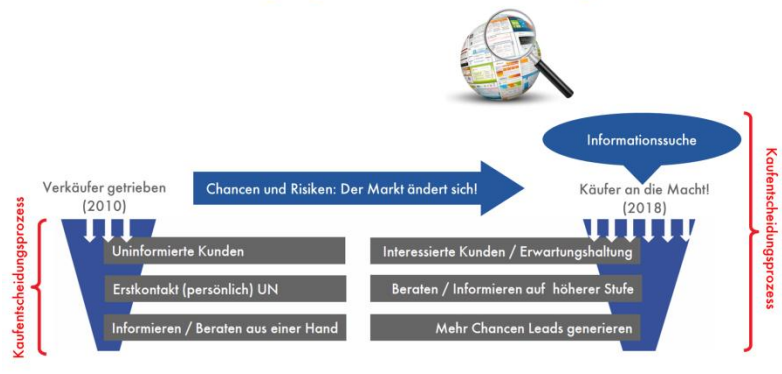 Informationssuche
Verkäufer getrieben
(2010)
Chancen und Risiken: Der Markt ändert sich!
Käufer an die Macht!
(2018)
Kaufentscheidungsprozess
Uninformierte Kunden
Erstkontakt (persönlich) UN
Informieren / Beraten aus einer Hand
Interessierte Kunden / Erwartungshaltung
Beraten / Informieren auf höherer Stufe
Mehr Chancen Leads generieren
Kaufentscheidungsprozess